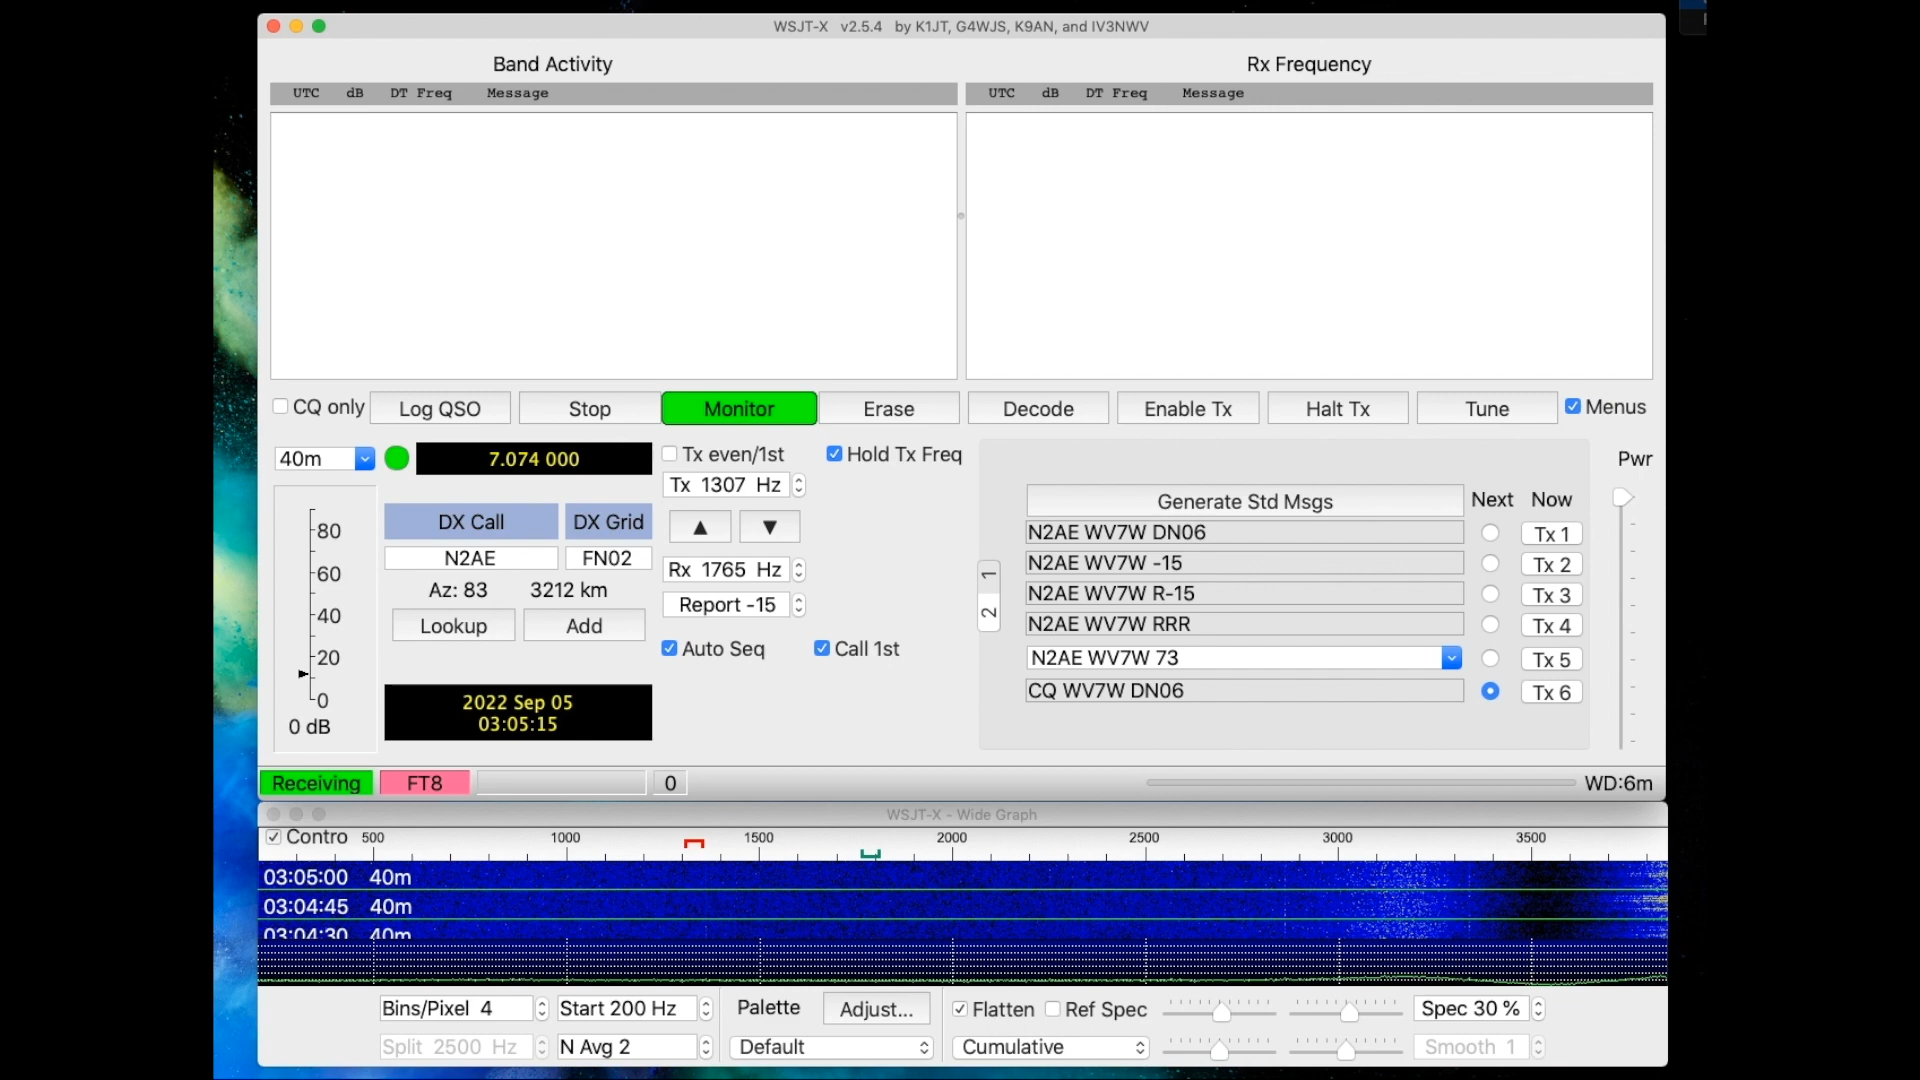 WSJT-X v2.5.4 by K1JT, G4WJS, K9AN, and IV3NWV
Band Activity
Rx Frequency
UTC dB DT Freq Message
UTC dB DT Freq Message
CQ only
Log QSO
Stop
Monitor
Erase
Decode
Enable Tx
Halt Tx
Tune
Menus
40m
7.074 000
Tx even/1st
Hold Tx Freq
Pwr
Tx 1307 Hz
Generate Std Msgs
Next
Now
DX Call
DX Grid
N2AE WV7W DN06
Tx 1
80
N2AE
FN02
N2AE WV7W -15
Tx 2
60
Rx 1765 Hz
1
Az: 83
3212 km
N2AE WV7W R-15
Tx 3
Report -15
2
40
Lookup
Add
N2AE WV7W RRR
Tx 4
Auto Seq
Call 1st
20
N2AE WV7W 73
Tx 5
0
2022 Sep 05
03:05:15
CQ WV7W DN06
Tx 6
0 dB
Receiving
FT8
0
WD:6m
WSJT-X - Wide Graph
Contro
500 1000 1500 2000 2500 3000 3500
03:05:00 40m
03:04:45 40m
03:04:30 40m
Bins/Pixel 4
Start 200 Hz
Palette
Adjust...
Flatten
Ref Spec
Spec 30 %
Split 2500 Hz
N Avg 2
Default
Cumulative
Smooth 1